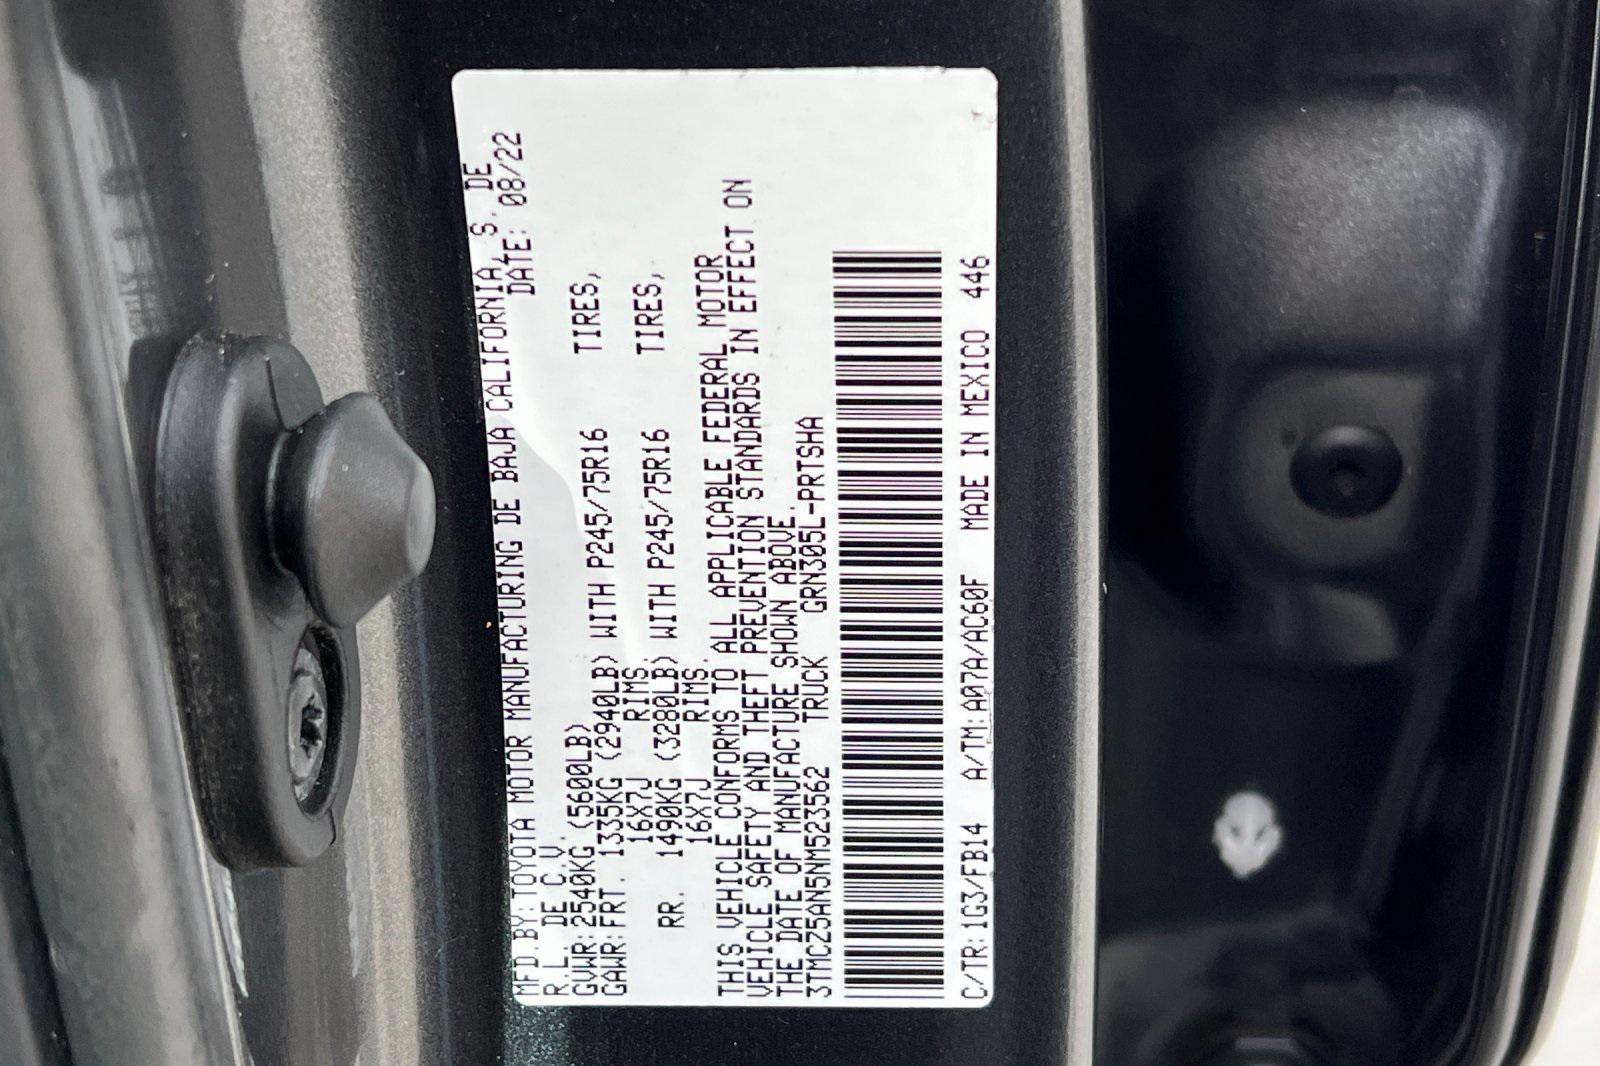 MFD.BY:TOYOTA MOTOR MANUFACTURING DE BAJA CALIFORNIA, S. DE
R.L. DE C.V. DATE: 08/22
GVWR:2540KG (5600LB)
GAWR:FRT. 1335KG (2940LB) WITH P245/75R16 TIRES,
16X7J RIMS.
RR. 1490KG (3280LB) WITH P245/75R16 TIRES,
16X7J RIMS.
THIS VEHICLE CONFORMS TO ALL APPLICABLE FEDERAL MOTOR
VEHICLE SAFETY AND THEFT PREVENTION STANDARDS IN EFFECT ON
THE DATE OF MANUFACTURE SHOWN ABOVE.
3TMCZ5AN5NM523562 TRUCK GRN305L-PRTSHA
C/TR:1G3/FB14 A/TM:A07A/AC60F MADE IN MEXICO 446